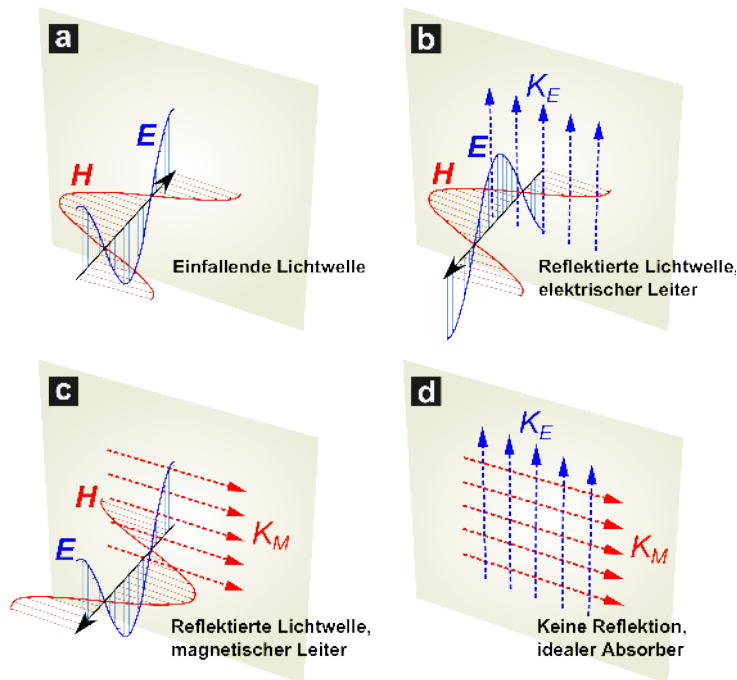 a
E
H
Einfallende Lichtwelle
b
K_E
E
H
Reflektierte Lichtwelle,
elektrischer Leiter
c
H
K_M
E
Reflektierte Lichtwelle,
magnetischer Leiter
d
K_E
K_M
Keine Reflektion,
idealer Absorber